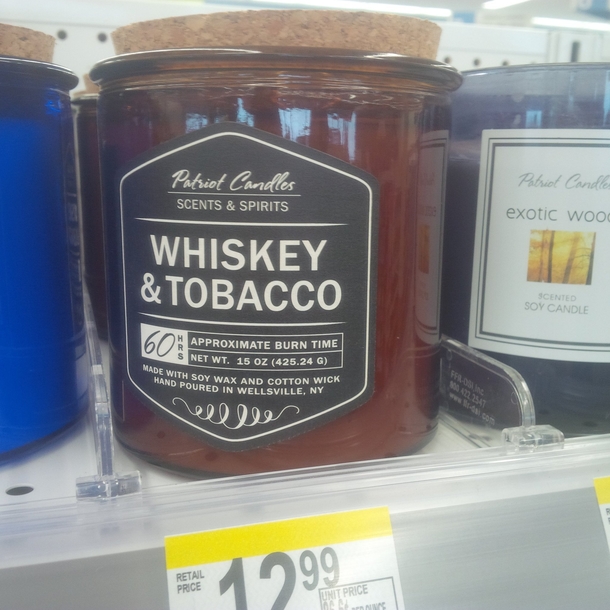 Patriot Candles
SCENTS & SPIRITS
WHISKEY
& TOBACCO
60 HRS
APPROXIMATE BURN TIME
NET WT. 15 OZ (425.24 G)
MADE WITH SOY WAX AND COTTON WICK
HAND POURED IN WELLSVILLE, NY
Patriot Candles
exotic
SCENTED
SOY CANDLE
RETAIL
PRICE
12.99
UNIT PRICE
PER OUNCE